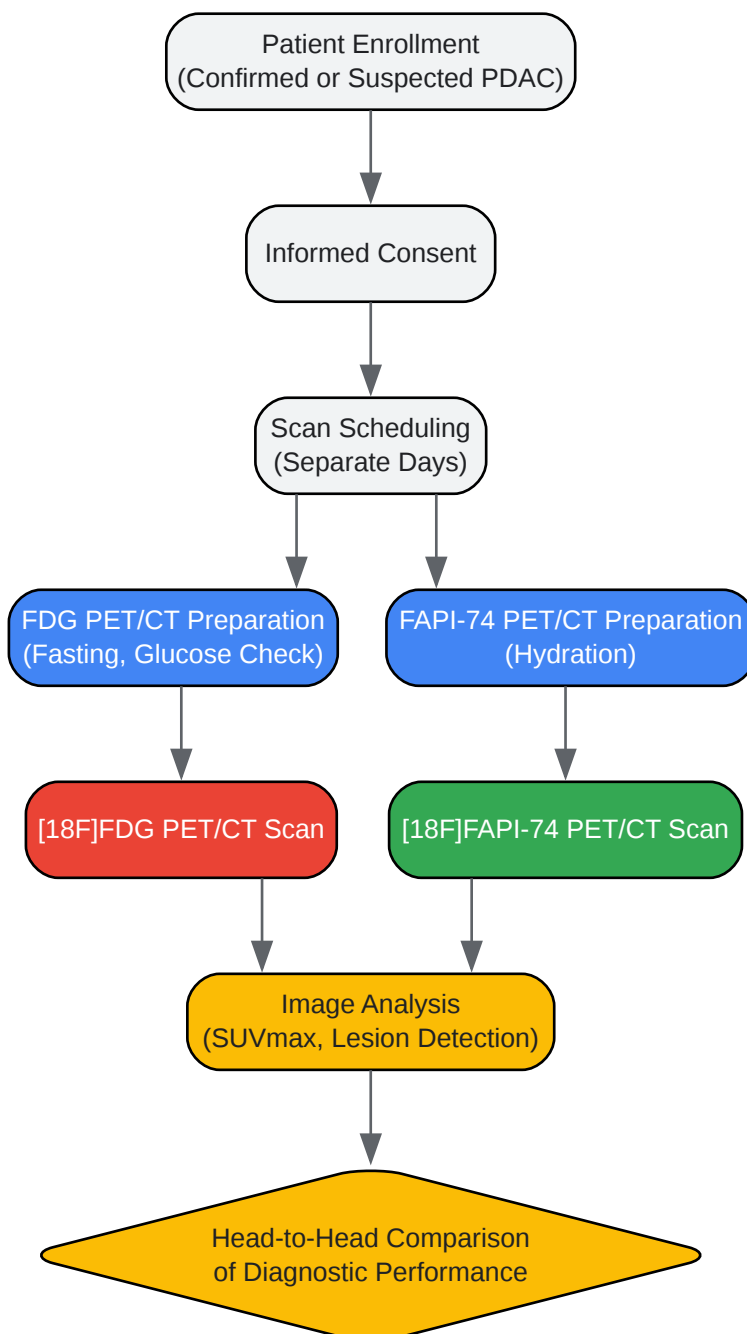 Patient Enrollment
(Confirmed or Suspected PDAC)
Informed Consent
Scan Scheduling
(Separate Days)
FDG PET/CT Preparation
(Fasting, Glucose Check)
FAPI-74 PET/CT Preparation
(Hydration)
[18F]FDG PET/CT Scan
[18F]FAPI-74 PET/CT Scan
Image Analysis
(SUVmax, Lesion Detection)
Head-to-Head Comparison
of Diagnostic Performance